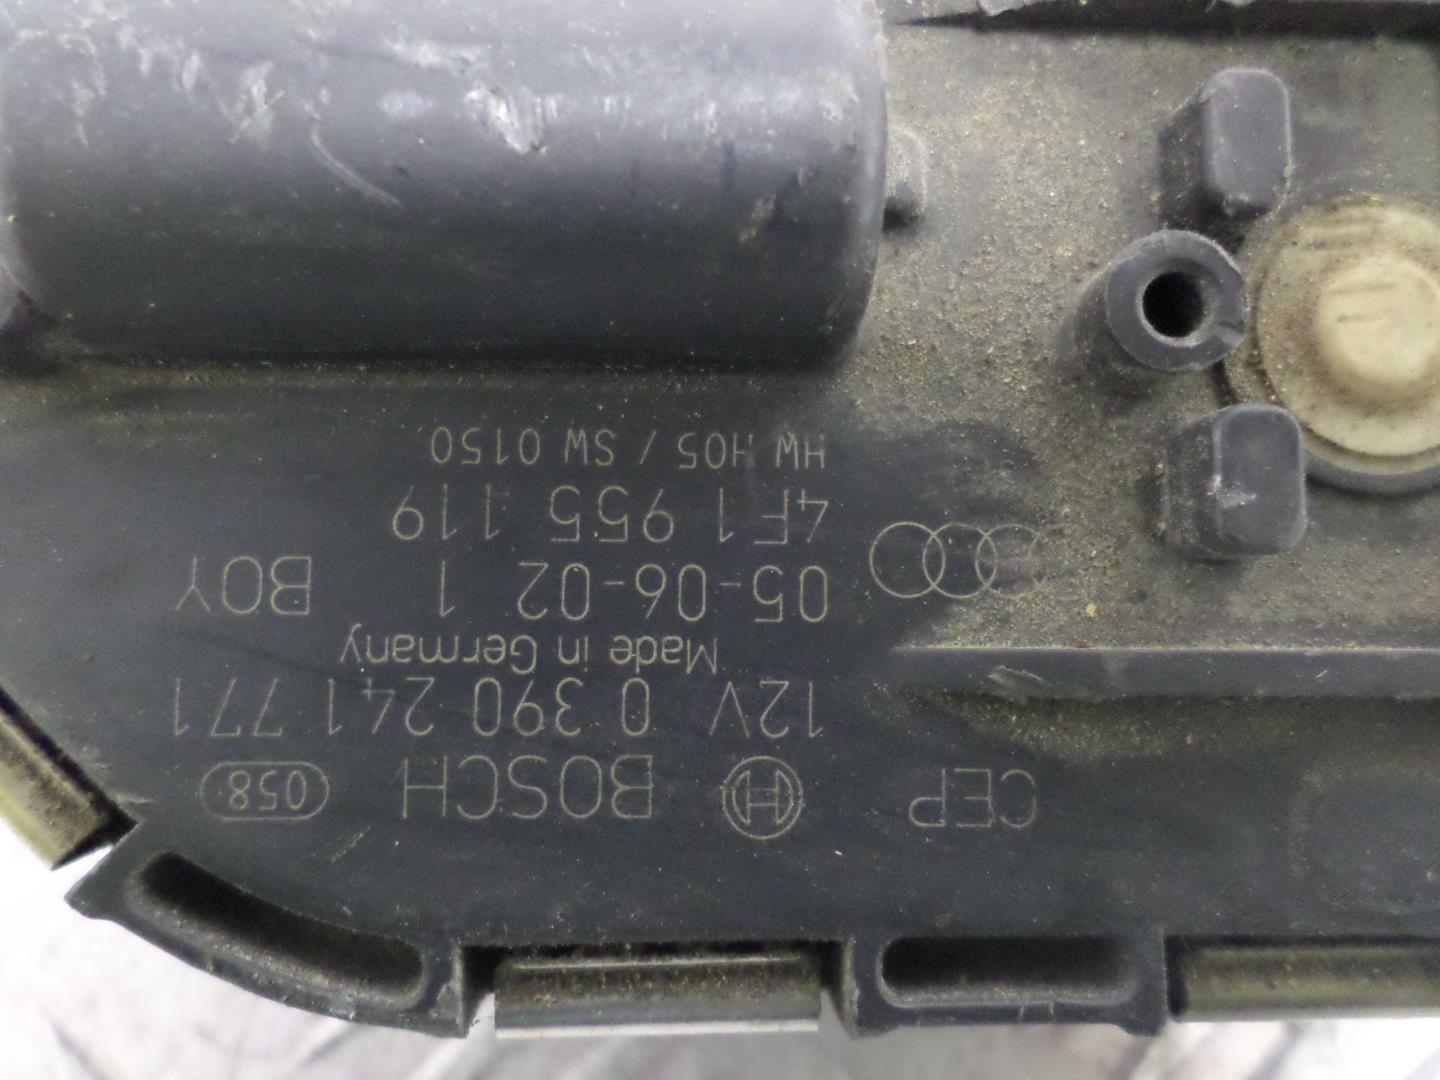 CEP BOSCH 058
12V 0 390 241 771
Made in Germany
05-06-02 1 BOY
4F1 955 119
HW H05 / SW 0150